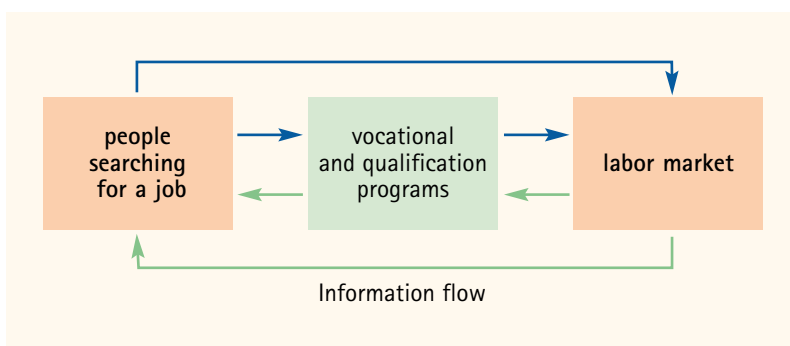 people
searching
for a job
vocational
and qualification
programs
labor market
Information flow